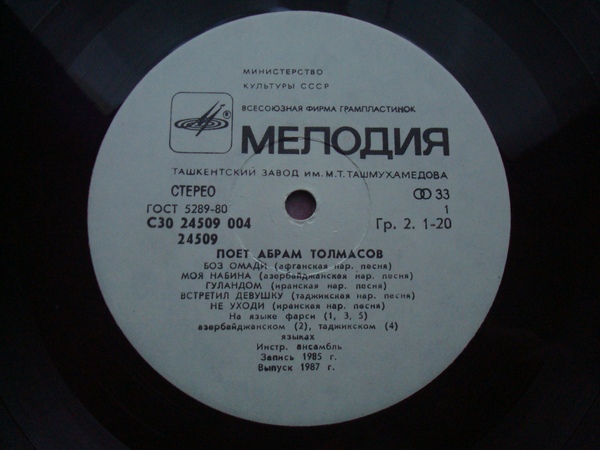 МИНИСТЕРСТВО
КУЛЬТУРЫ СССР
ВСЕСОЮЗНАЯ ФИРМА ГРАМПЛАСТИНОК
МЕЛОДИЯ
ТАШКЕНТСКИЙ ЗАВОД ИМ. М.Т. ТАШМУХАМЕДОВА
СТЕРЕО 33
ГОСТ 5289-80 1
С30 24509 004 Гр. 2. 1-20
24509
ПОЕТ АБРАМ ТОЛМАСОВ
БОЗ ОМАДИ (афганская нар. песня)
МОЯ НАБИНА (азербайджанская нар. песня)
ГУЛАНДОМ (иранская нар. песня)
ВСТРЕТИЛ ДЕВУШКУ (таджикская нар. песня)
НЕ УХОДИ (иранская нар. песня)
На языке фарси (1, 3, 5)
азербайджанском (2), таджикском (4)
языках
Инстр. ансамбль
Запись 1985 г.
Выпуск 1987 г.